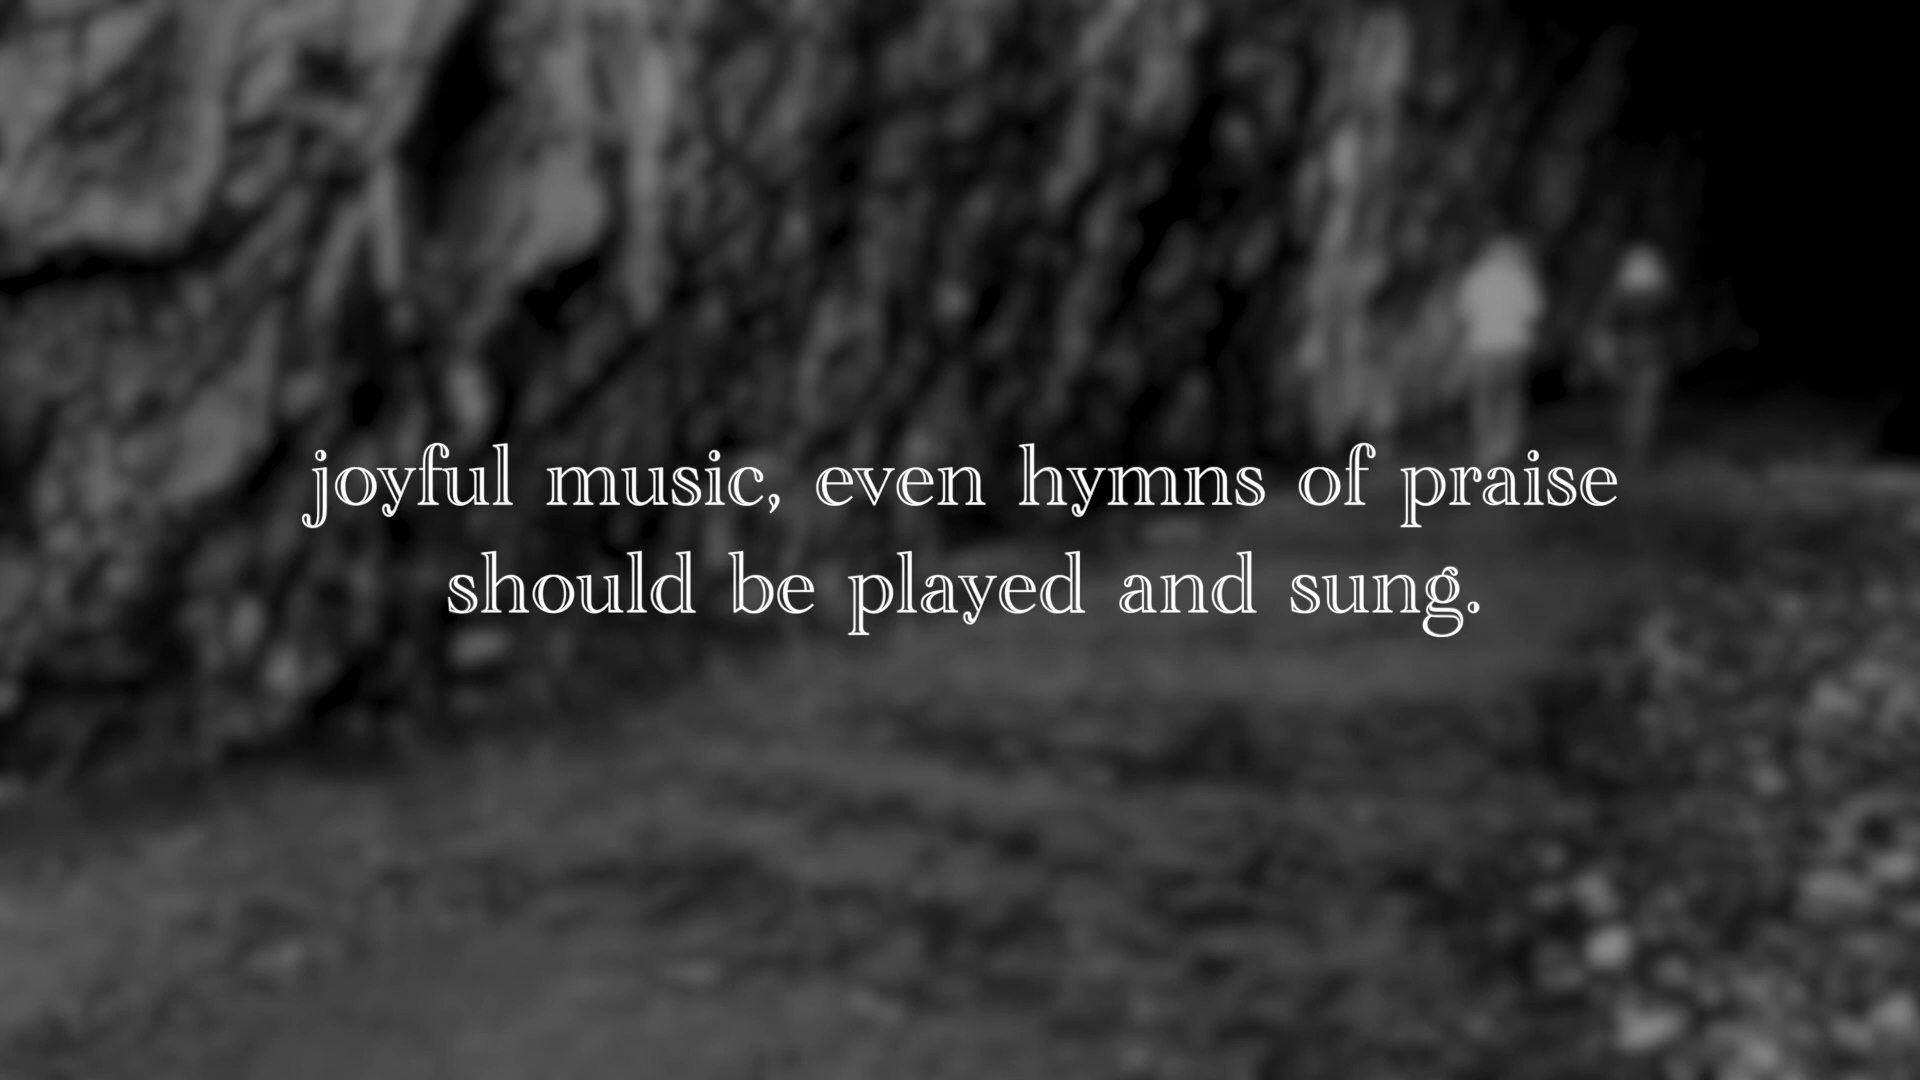 joyful music, even hymns of praise
should be played and sung.